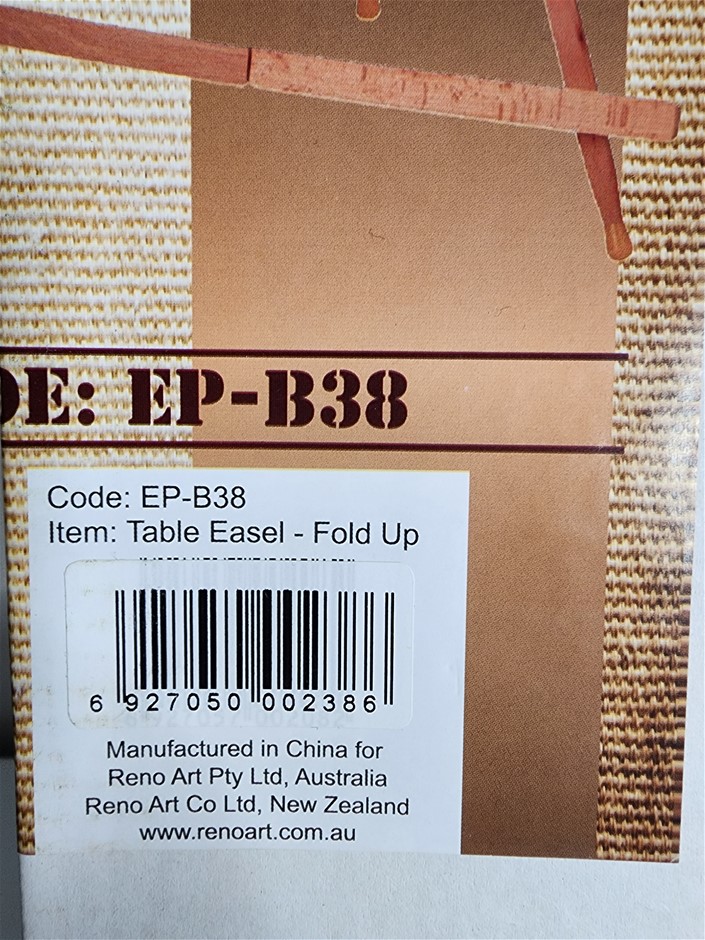 DE: EP-B38
Code: EP-B38
Item: Table Easel - Fold Up
6 927050 002386
Manufactured in China for
Reno Art Pty Ltd, Australia
Reno Art Co Ltd, New Zealand
www.renoart.com.au